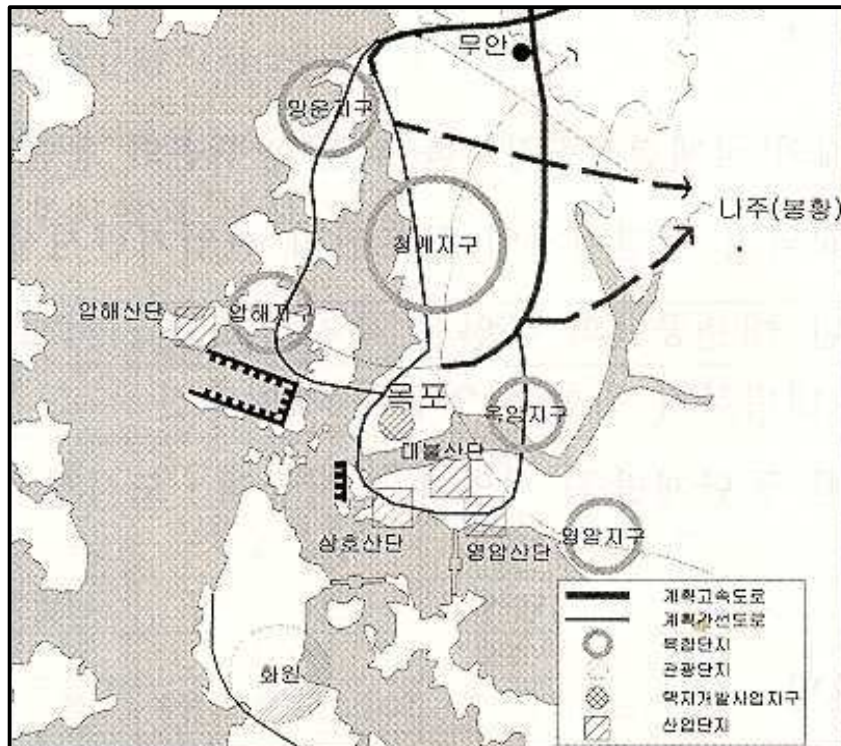 무안
망운지구
청계지구
나주(봉황)
압해산단
압해지구
목포
옥암지구
대불산단
삼호산단
영암산단
영암지구
화원
계획고속도로
계획간선도로
복합단지
관광단지
택지개발사업지구
산업단지